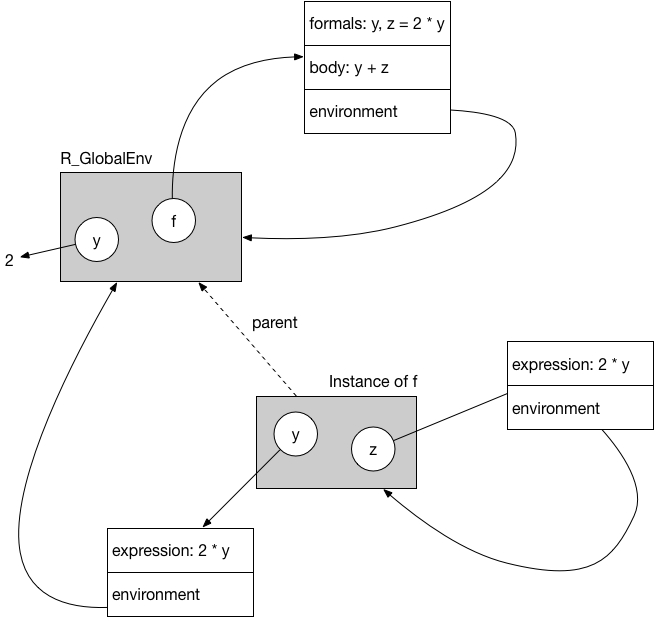 formals: y, z = 2 * y
body: y + z
environment
R_GlobalEnv
f
y
2
parent
expression: 2 * y
environment
Instance of f
y
z
expression: 2 * y
environment